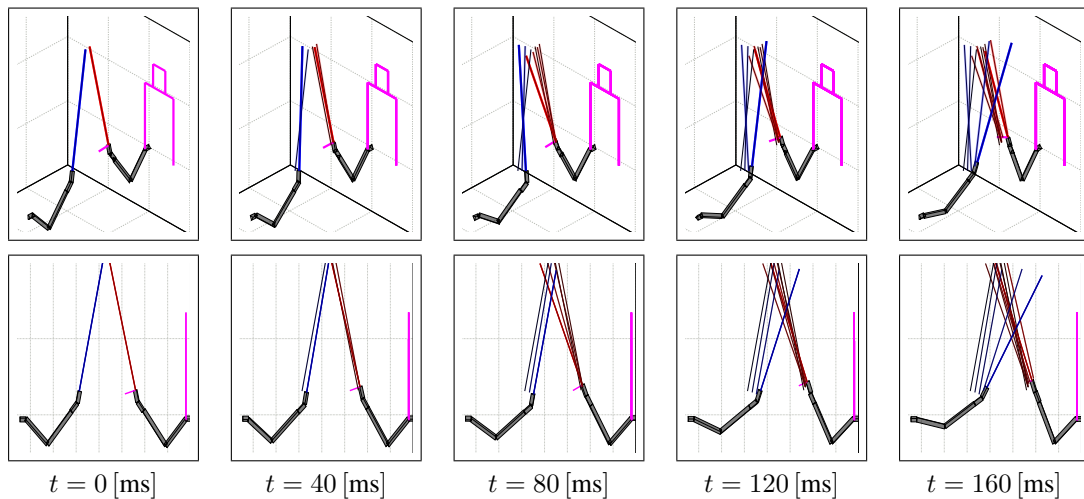 t = 0 [ms] t = 40 [ms] t = 80 [ms] t = 120 [ms] t = 160 [ms]